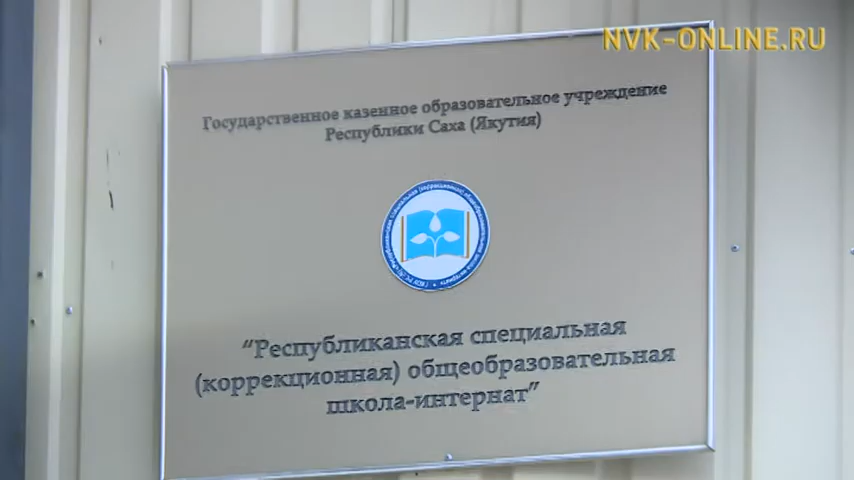 NVK-ONLINE.RU
Государственное казенное образовательное учреждение
Республики Саха (Якутия)
"Республиканская специальная
(коррекционная) общеобразовательная
школа-интернат"